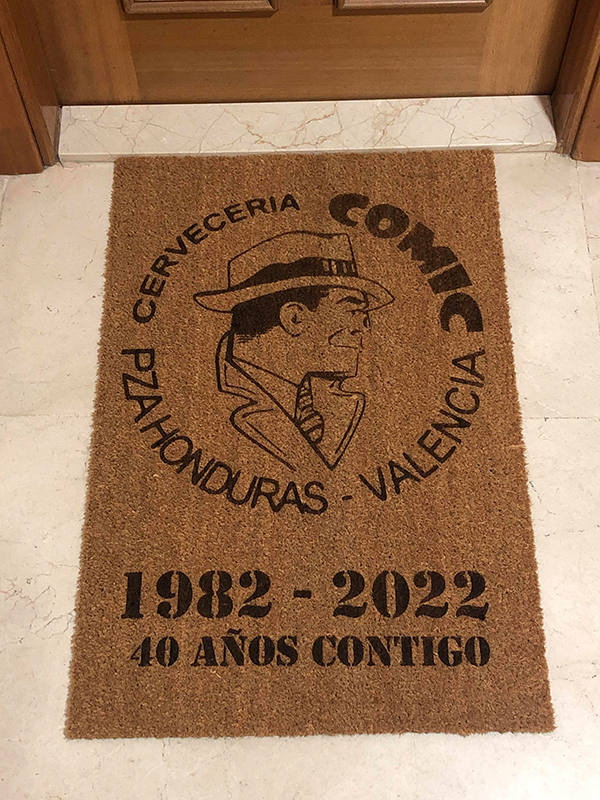 CERVECERIA COMIC
PZA HONDURAS - VALENCIA
1982 - 2022
40 AÑOS CONTIGO